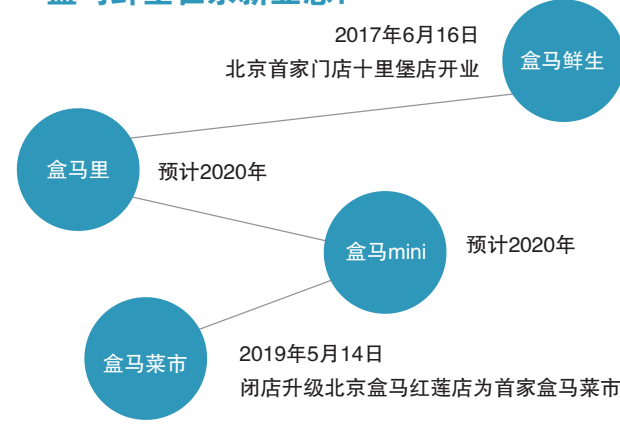 2017年6月16日
北京首家门店十里堡店开业
盒马鲜生
盒马里
预计2020年
盒马mini
预计2020年
盒马菜市
2019年5月14日
闭店升级北京盒马红莲店为首家盒马菜市